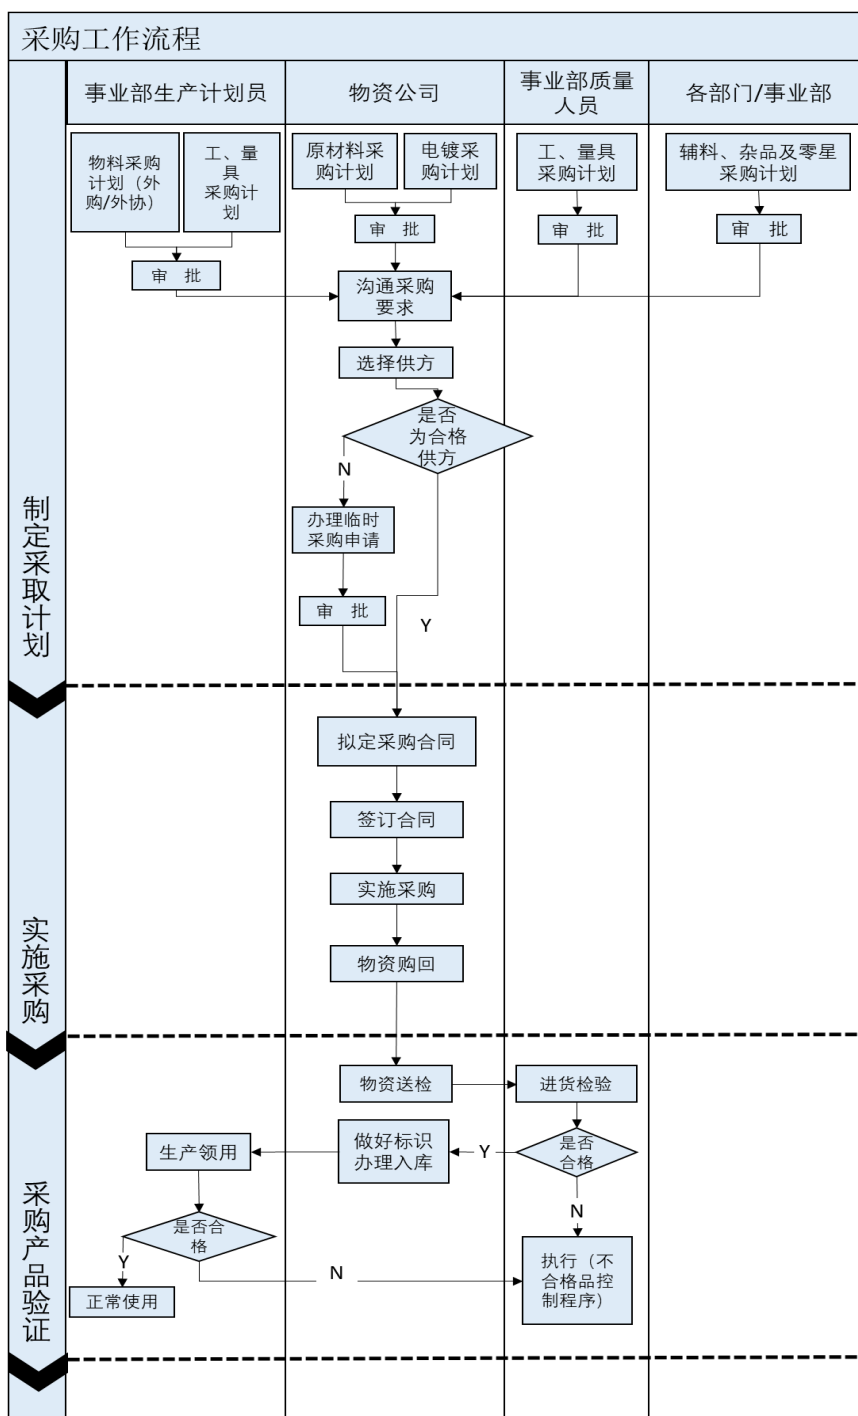 采购工作流程
事业部生产计划员
物资公司
事业部质量
人员
各部门/事业部
物料采购
计划（外
购/外协）
工、量
具
采购计
划
原材料采
购计划
电镀采
购计划
工、量具
采购计划
辅料、杂品及零星
采购计划
审 批
审 批
审 批
审 批
沟通采购
要求
选择供方
是否
为合格
供方
N
办理临时
采购申请
审 批
Y
制定采取计划
拟定采购合同
签订合同
实施采购
物资购回
实施采购
物资送检
进货检验
是否
合格
Y
做好标识
办理入库
生产领用
N
是否合
格
Y
N
正常使用
执行（不
合格品控
制程序）
采购产品验证